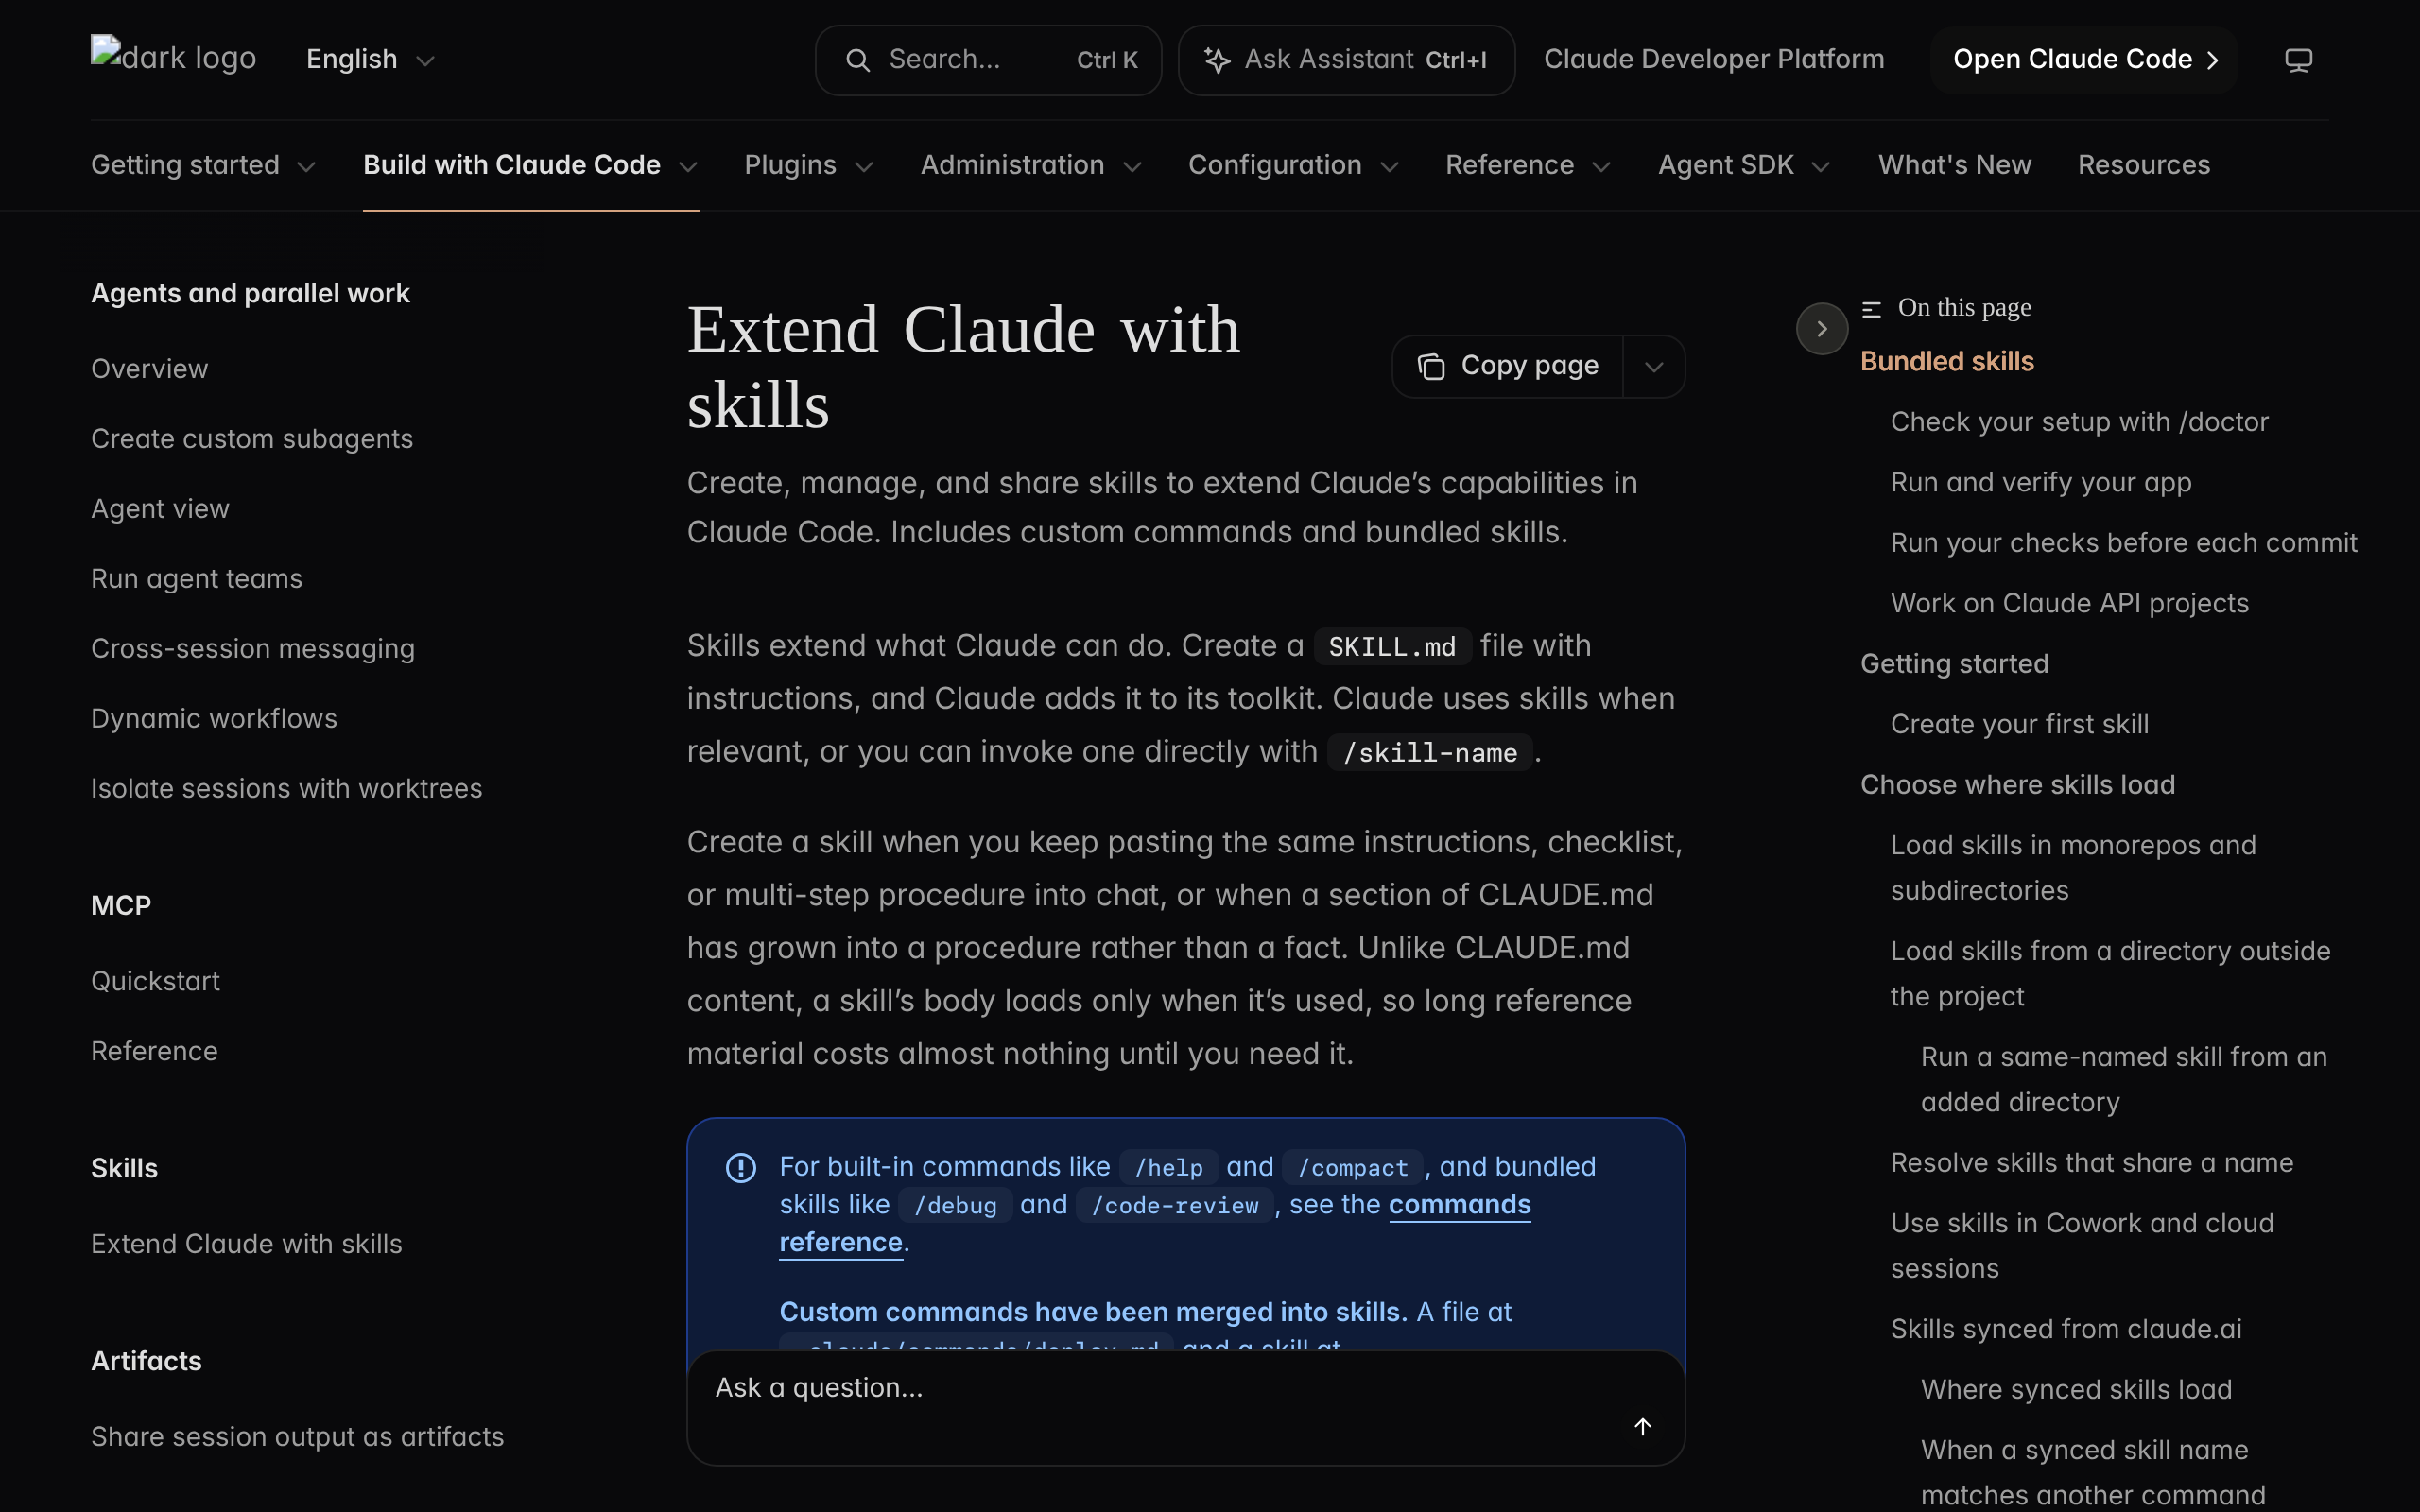 dark logo
English
Search...
Ctrl K
Ask Assistant
Ctrl+I
Claude Developer Platform
Open Claude Code
Getting started
Build with Claude Code
Plugins
Administration
Configuration
Reference
Agent SDK
What's New
Resources
Agents and parallel work
Overview
Create custom subagents
Agent view
Run agent teams
Cross-session messaging
Dynamic workflows
Isolate sessions with worktrees
MCP
Quickstart
Reference
Skills
Extend Claude with skills
Artifacts
Share session output as artifacts
Extend Claude with
skills
Copy page
Create, manage, and share skills to extend Claude’s capabilities in
Claude Code. Includes custom commands and bundled skills.
Skills extend what Claude can do. Create a SKILL.md file with
instructions, and Claude adds it to its toolkit. Claude uses skills when
relevant, or you can invoke one directly with /skill-name.
Create a skill when you keep pasting the same instructions, checklist,
or multi-step procedure into chat, or when a section of CLAUDE.md
has grown into a procedure rather than a fact. Unlike CLAUDE.md
content, a skill’s body loads only when it’s used, so long reference
material costs almost nothing until you need it.
For built-in commands like /help and /compact, and bundled
skills like /debug and /code-review, see the commands
reference.
Custom commands have been merged into skills. A file at
.claude/commands/deploy.md and a skill at
Ask a question...
On this page
Bundled skills
Check your setup with /doctor
Run and verify your app
Run your checks before each commit
Work on Claude API projects
Getting started
Create your first skill
Choose where skills load
Load skills in monorepos and
subdirectories
Load skills from a directory outside
the project
Run a same-named skill from an
added directory
Resolve skills that share a name
Use skills in Cowork and cloud
sessions
Skills synced from claude.ai
Where synced skills load
When a synced skill name
matches another command